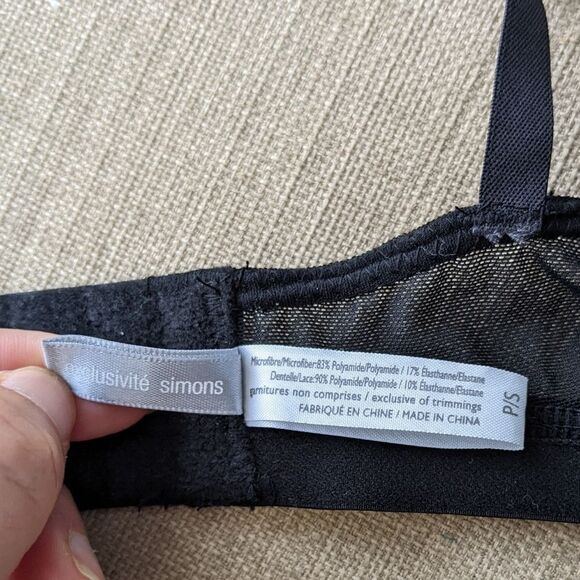 exclusivité simons
Microfibre/Microfiber:83% Polyamide/Polyamide / 17% Élasthanne/Elastane
Dentelle/Lace:90% Polyamide/Polyamide / 10% Élasthanne/Elastane
garnitures non comprises / exclusive of trimmings
FABRIQUÉ EN CHINE / MADE IN CHINA
P/S